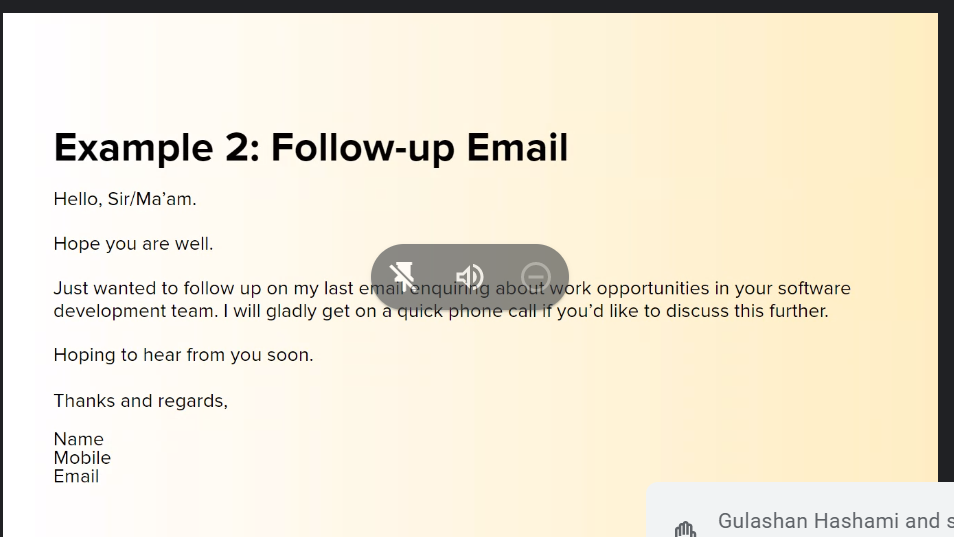 Example 2: Follow-up Email
Hello, Sir/Ma’am.
Hope you are well.
Just wanted to follow up on my last email enquiring about work opportunities in your software
development team. I will gladly get on a quick phone call if you’d like to discuss this further.
Hoping to hear from you soon.
Thanks and regards,
Name
Mobile
Email
Gulashan Hashami and s